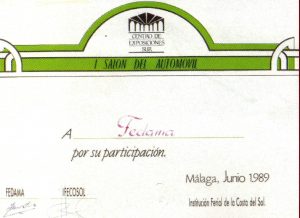 CENTRO DE
EXPOSICIONES
SUR
I SALON DEL AUTOMOVIL
A Fedama
por su participación.
Málaga, Junio 1989
FEDAMA IFECOSOL
Institución Ferial de la Costa del Sol.